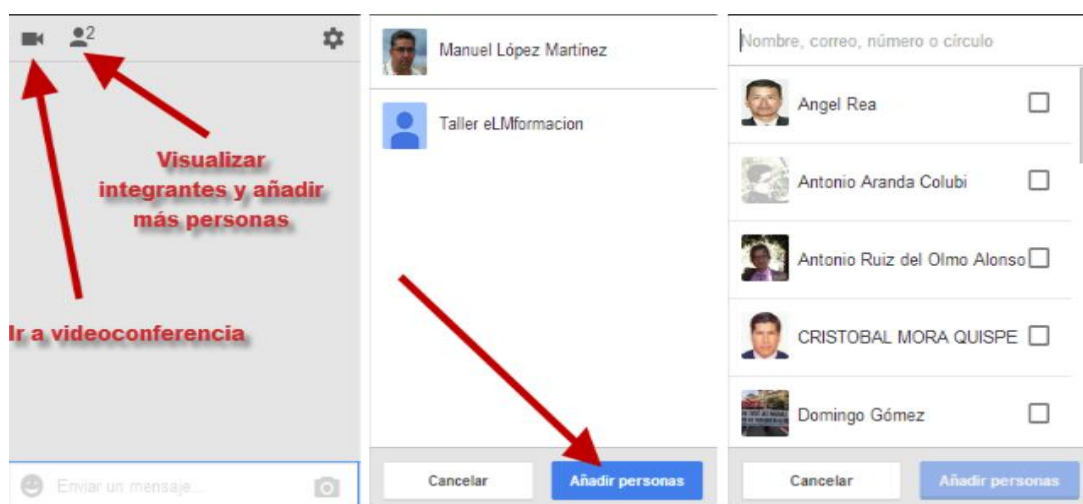 2
Visualizar
integrantes y añadir
más personas
Ir a videoconferencia
Enviar un mensaje...
Manuel López Martínez
Taller eLMformacion
Cancelar
Añadir personas
Nombre, correo, número o círculo
Angel Rea
Antonio Aranda Colubi
Antonio Ruiz del Olmo Alonso
CRISTOBAL MORA QUISPE
Domingo Gómez
Cancelar
Añadir personas